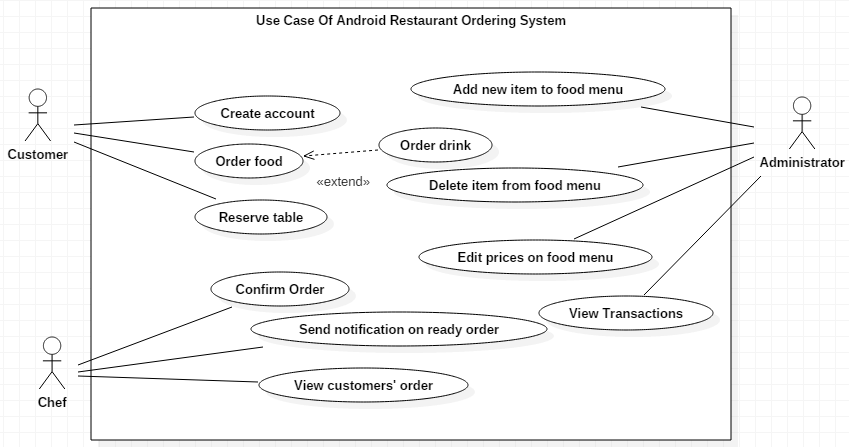 Use Case Of Android Restaurant Ordering System
Add new item to food menu
Create account
Customer
Order food
Order drink
Administrator
«extend»
Delete item from food menu
Reserve table
Edit prices on food menu
Confirm Order
View Transactions
Send notification on ready order
View customers' order
Chef